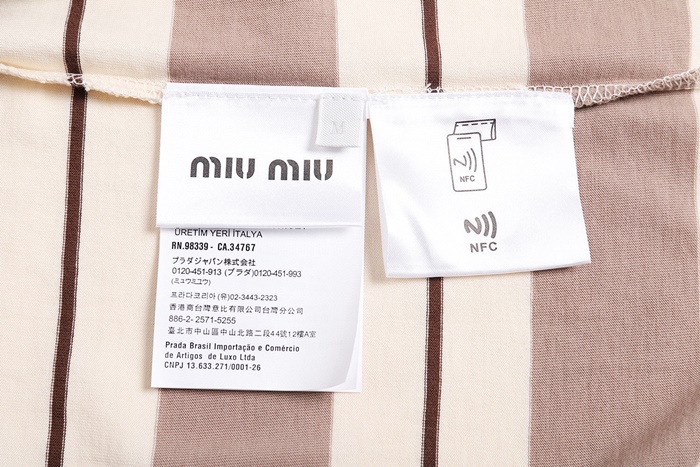 M
miu miu
ÜRETİM YERİ İTALYA
RN.98339 - CA.34767
プラダジャパン株式会社
0120-451-913 (プラダ)0120-451-993
(ミュウミュウ)
프라다코리아(유)02-3443-2323
香港商台灣意比有限公司台灣分公司
886-2- 2571-5255
臺北市中山區中山北路二段44號12樓A室
Prada Brasil Importação e Comércio
de Artigos de Luxo Ltda
CNPJ 13.633.271/0001-26
NFC
NFC